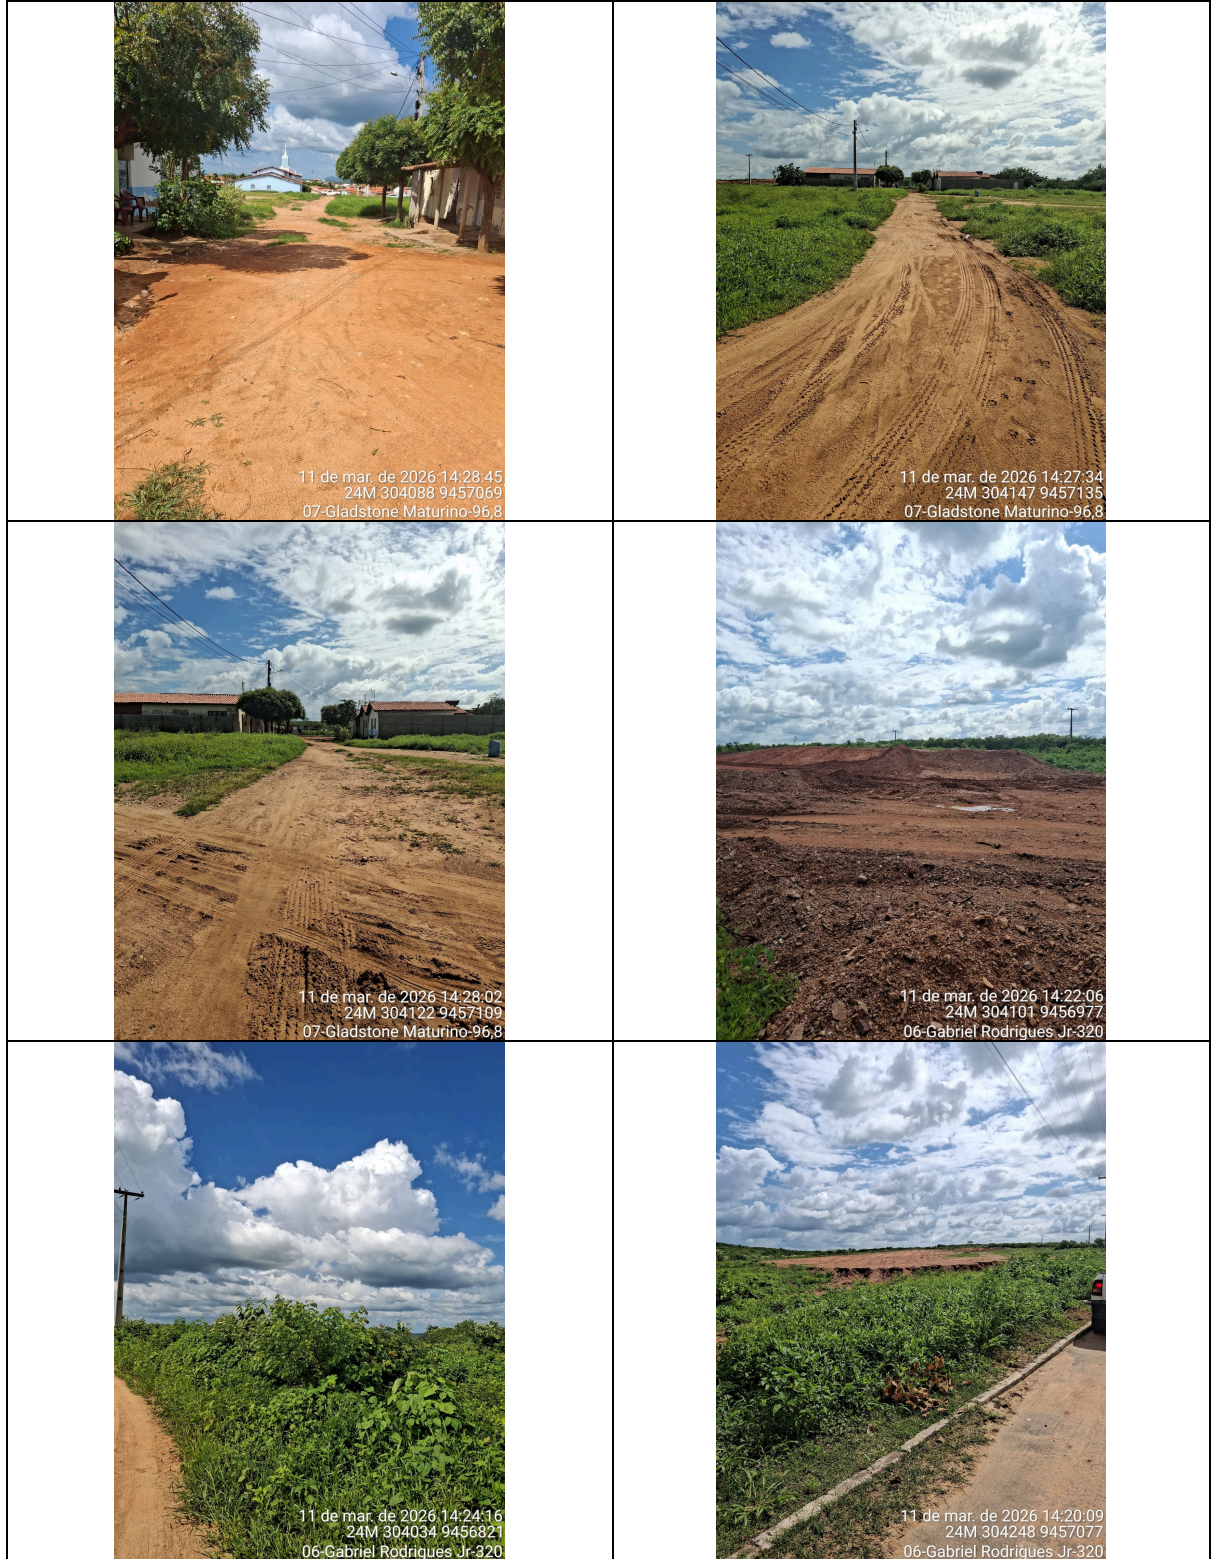 11 de mar. de 2026 14:28:45
24M 304088 9457069
07-Gladstone Maturino-96,8
11 de mar. de 2026 14:27:34
24M 304147 9457135
07-Gladstone Maturino-96,8
11 de mar. de 2026 14:28:02
24M 304122 9457109
07-Gladstone Maturino-96,8
11 de mar. de 2026 14:22:06
24M 304101 9456977
06-Gabriel Rodrigues Jr-320
11 de mar. de 2026 14:24:16
24M 304034 9456821
06-Gabriel Rodrigues Jr-320
11 de mar. de 2026 14:20:09
24M 304248 9457077
06-Gabriel Rodrigues Jr-320